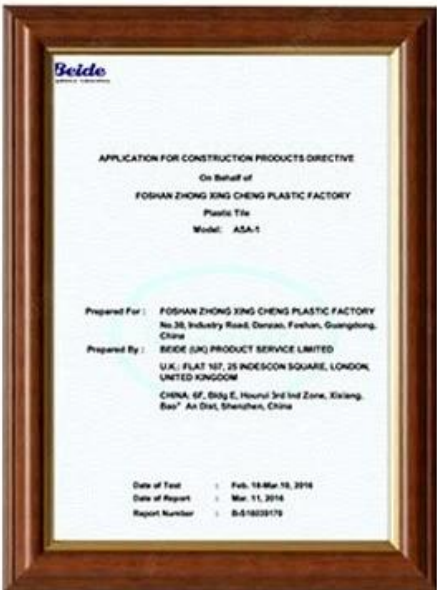 Beide
APPLICATION FOR CONSTRUCTION PRODUCTS DIRECTIVE
On Behalf of
FOSHAN ZHONG XING CHENG PLASTIC FACTORY
Plastic Tile
Model: ASA-1
Prepared For : FOSHAN ZHONG XING CHENG PLASTIC FACTORY
No.39, Industry Road, Danzao, Foshan, Guangdong,
China
Prepared By : BEIDE (UK) PRODUCT SERVICE LIMITED
U.K.: FLAT 107, 25 INDESCON SQUARE, LONDON,
UNITED KINGDOM
CHINA: 6F, Bldg E, Hourui 3rd Ind Zone, Xixiang,
Bao" An Dist, Shenzhen, China
Date of Test : Feb. 18-Mar.10, 2016
Date of Report : Mar. 11, 2016
Report Number :